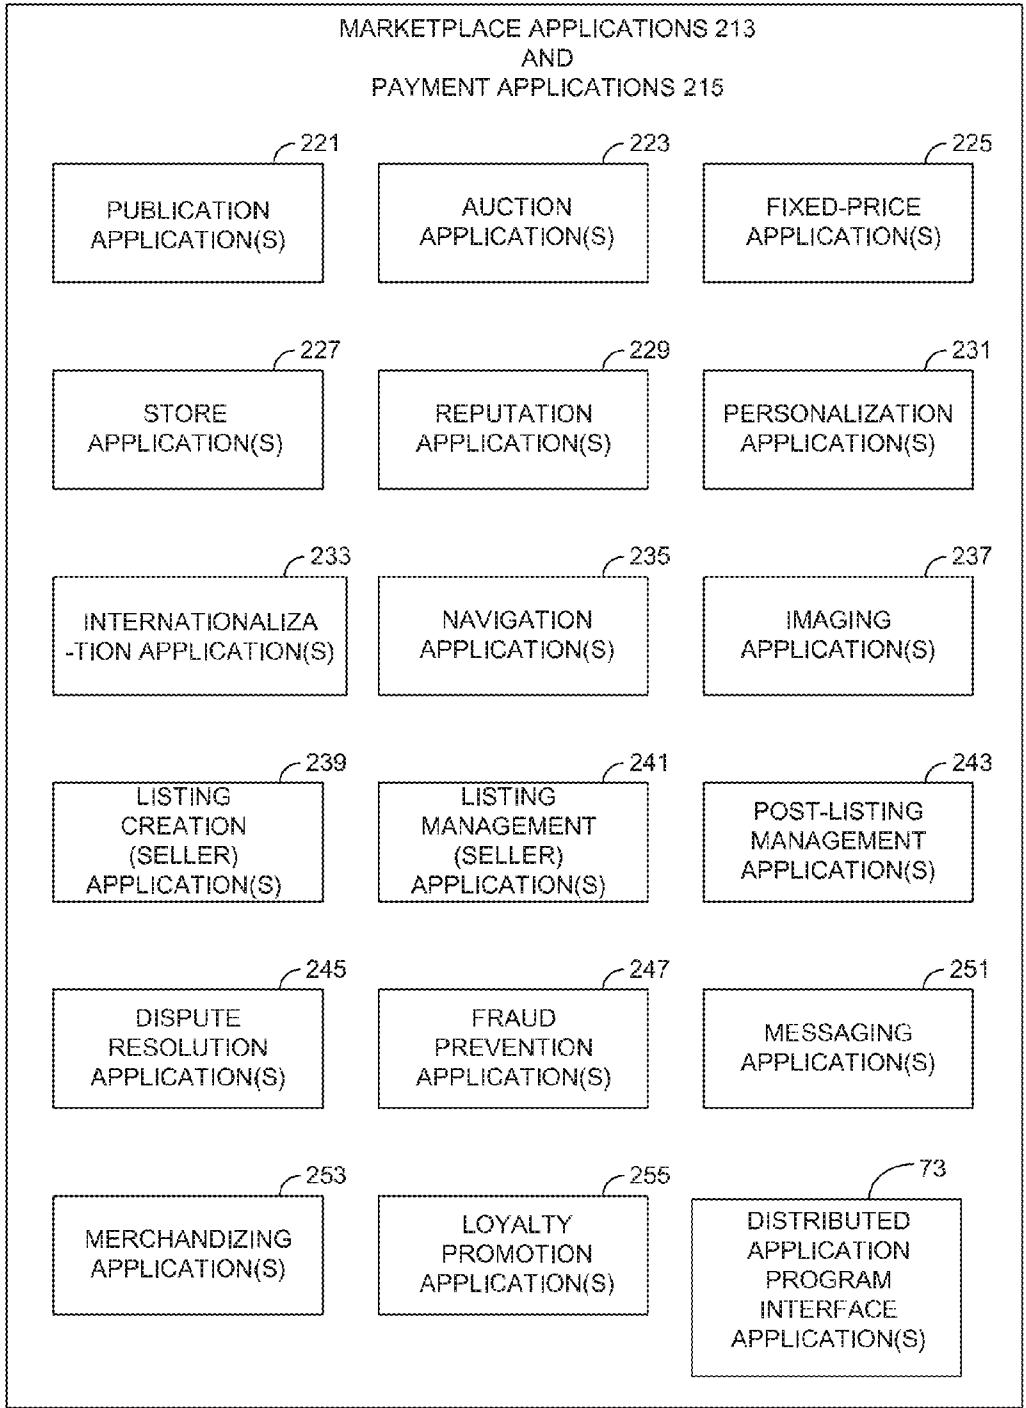 MARKETPLACE APPLICATIONS 213
AND
PAYMENT APPLICATIONS 215
221
PUBLICATION
APPLICATION(S)
223
AUCTION
APPLICATION(S)
225
FIXED-PRICE
APPLICATION(S)
227
STORE
APPLICATION(S)
229
REPUTATION
APPLICATION(S)
231
PERSONALIZATION
APPLICATION(S)
233
INTERNATIONALIZA
-TION APPLICATION(S)
235
NAVIGATION
APPLICATION(S)
237
IMAGING
APPLICATION(S)
239
LISTING
CREATION
(SELLER)
APPLICATION(S)
241
LISTING
MANAGEMENT
(SELLER)
APPLICATION(S)
243
POST-LISTING
MANAGEMENT
APPLICATION(S)
245
DISPUTE
RESOLUTION
APPLICATION(S)
247
FRAUD
PREVENTION
APPLICATION(S)
251
MESSAGING
APPLICATION(S)
253
MERCHANDIZING
APPLICATION(S)
255
LOYALTY
PROMOTION
APPLICATION(S)
73
DISTRIBUTED
APPLICATION
PROGRAM
INTERFACE
APPLICATION(S)